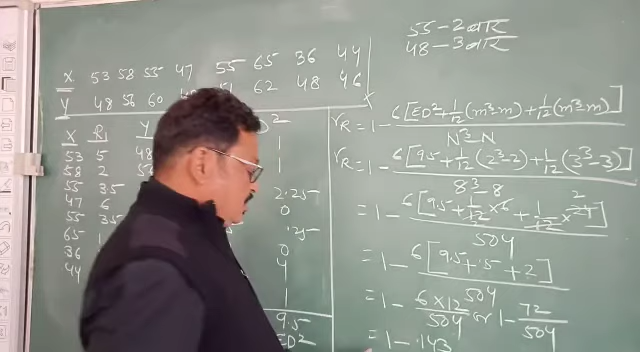 55 – 2 बार
48 – 3 बार
X 53 58 55 47 55 65 36 44
Y 48 56 60 62 48 46
X R₁ Y D²
53 5 48 1
58 2 1
55 3.5 2.25
47 6 0
55 3.5 .25
65 1 0
36 4
44 1
9.5
ΣD²
r_R = 1 – 6[ΣD² + 1/12(m³–m) + 1/12(m³–m)] / N³–N
r_R = 1 – 6[9.5 + 1/12(2³–2) + 1/12(3³–3)] / 8³–8
= 1 – 6[9.5 + 1/12 × 6 + 1/12 × 24] / 504
2
= 1 – 6[9.5 + .5 + 2] / 504
= 1 – 6×12/504 or 1 – 72/504
= 1 – .143